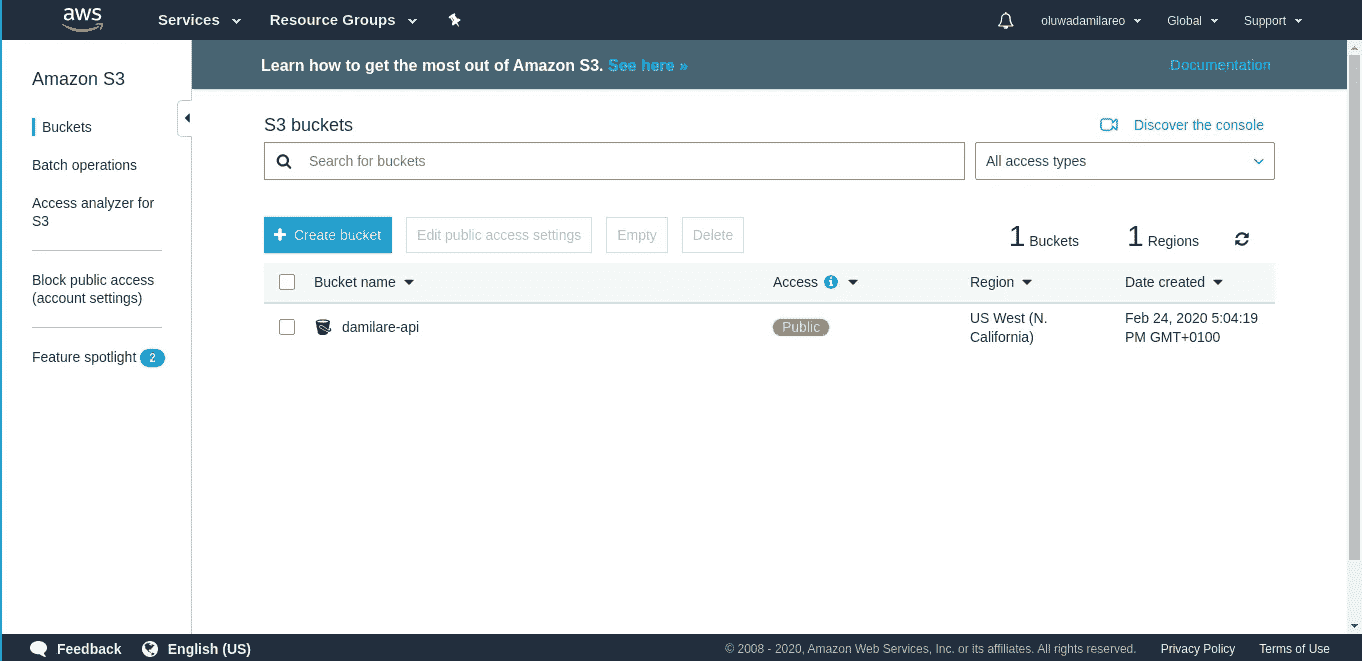 aws Services Resource Groups oluwadamilareo Global Support
Amazon S3
Buckets
Batch operations
Access analyzer for
S3
Block public access
(account settings)
Feature spotlight 2
Learn how to get the most out of Amazon S3. See here » Documentation
S3 buckets Discover the console
Search for buckets All access types
+ Create bucket Edit public access settings Empty Delete 1 Buckets 1 Regions
Bucket name Access i Region Date created
damilare-api Public US West (N. Feb 24, 2020 5:04:19
California) PM GMT+0100
Feedback English (US) © 2008 - 2020, Amazon Web Services, Inc. or its affiliates. All rights reserved. Privacy Policy Terms of Use